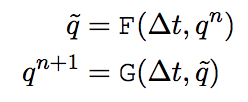 q̃ = F(Δt, qⁿ)
qⁿ⁺¹ = G(Δt, q̃)